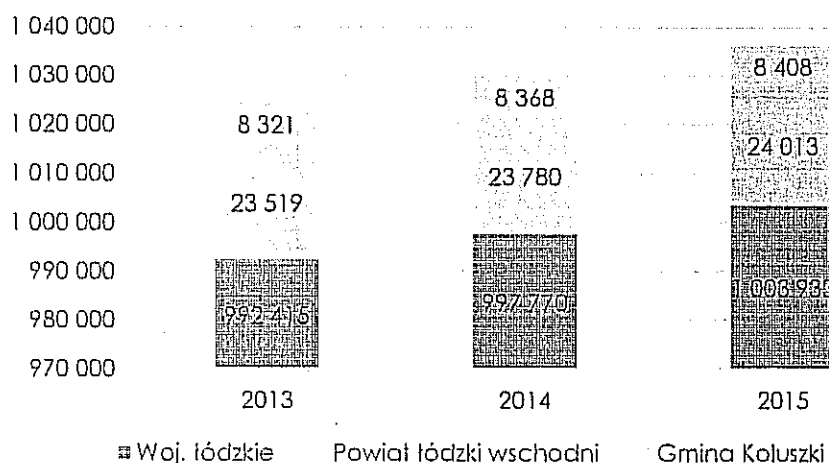 1 040 000
1 030 000
1 020 000
1 010 000
1 000 000
990 000
980 000
970 000
8 321
23 519
992 415
8 368
23 780
997 770
8 408
24 013
2013
2014
2015
Woj. łódzkie
Powiat łódzki wschodni
Gmina Koluszki